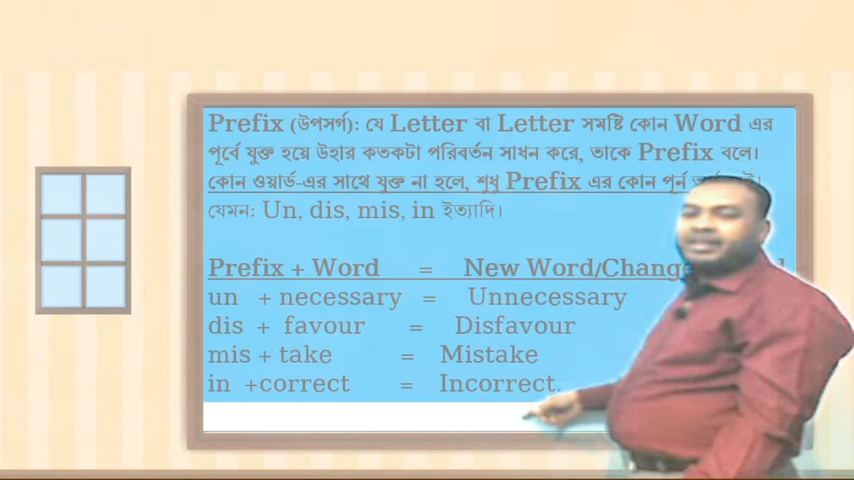 Prefix (উপসর্গ): যে Letter বা Letter সমষ্টি কোন Word এর
পূর্বে যুক্ত হয়ে উহার কতকটা পরিবর্তন সাধন করে, তাকে Prefix বলে।
কোন ওয়ার্ড-এর সাথে যুক্ত না হলে, শুধু Prefix এর কোন পূর্ন
যেমন: Un, dis, mis, in ইত্যাদি।
Prefix + Word = New Word/Change
un + necessary = Unnecessary
dis + favour = Disfavour
mis + take = Mistake
in +correct = Incorrect.